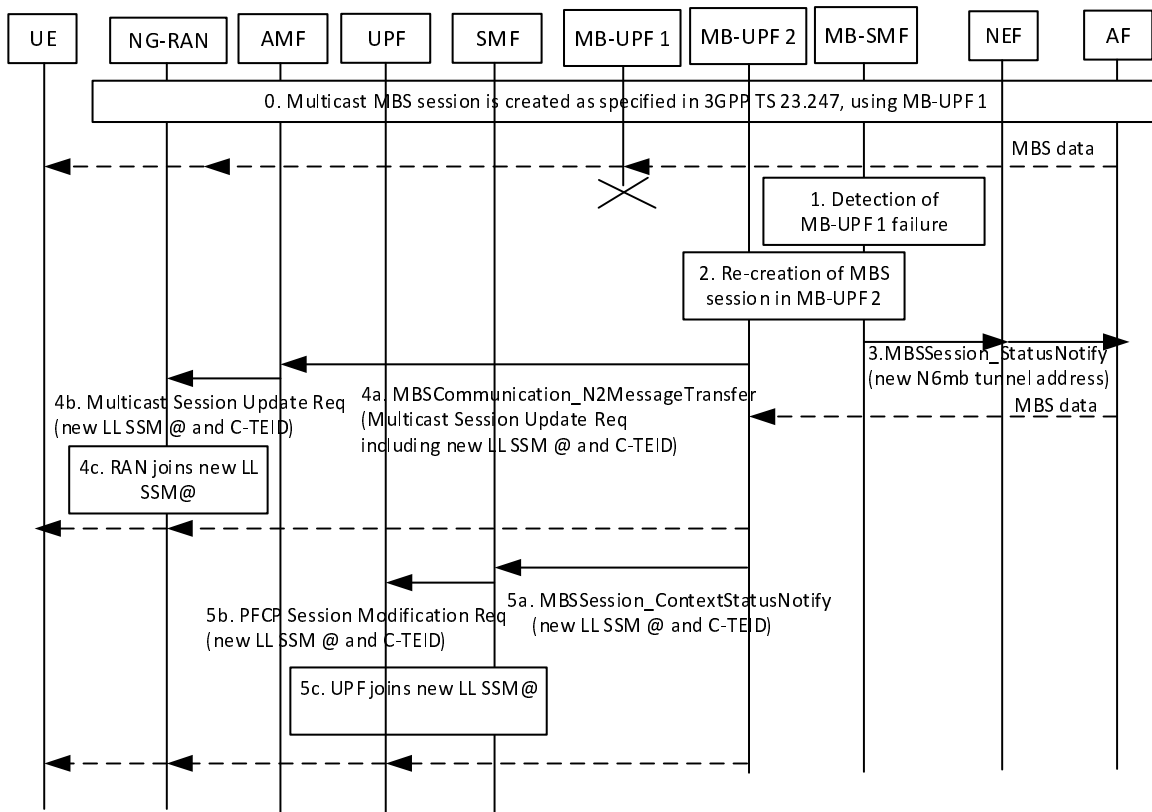 UE
NG-RAN
AMF
UPF
SMF
MB-UPF 1
MB-UPF 2
MB-SMF
NEF
AF
0. Multicast MBS session is created as specified in 3GPP TS 23.247, using MB-UPF 1
MBS data
1. Detection of
MB-UPF 1 failure
2. Re-creation of MBS
session in MB-UPF 2
3.MBSSession_StatusNotify
(new N6mb tunnel address)
MBS data
4a. MBSCommunication_N2MessageTransfer
(Multicast Session Update Req
including new LL SSM @ and C-TEID)
4b. Multicast Session Update Req
(new LL SSM @ and C-TEID)
4c. RAN joins new LL
SSM@
5a. MBSSession_ContextStatusNotify
(new LL SSM @ and C-TEID)
5b. PFCP Session Modification Req
(new LL SSM @ and C-TEID)
5c. UPF joins new LL SSM@